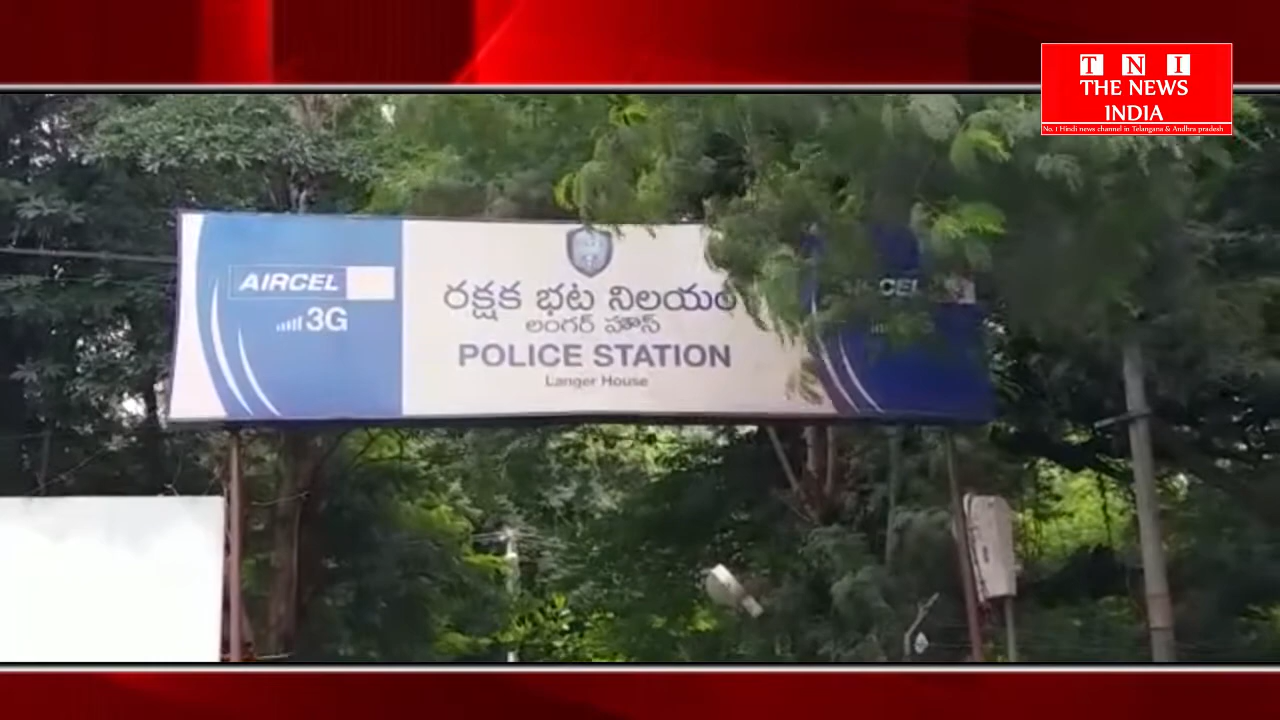 T N I
THE NEWS
INDIA
No. 1 Hindi news channel in Telangana & Andhra pradesh
AIRCEL
3G
రక్షక భట నిలయం
లంగర్ హౌస్
POLICE STATION
Langer House